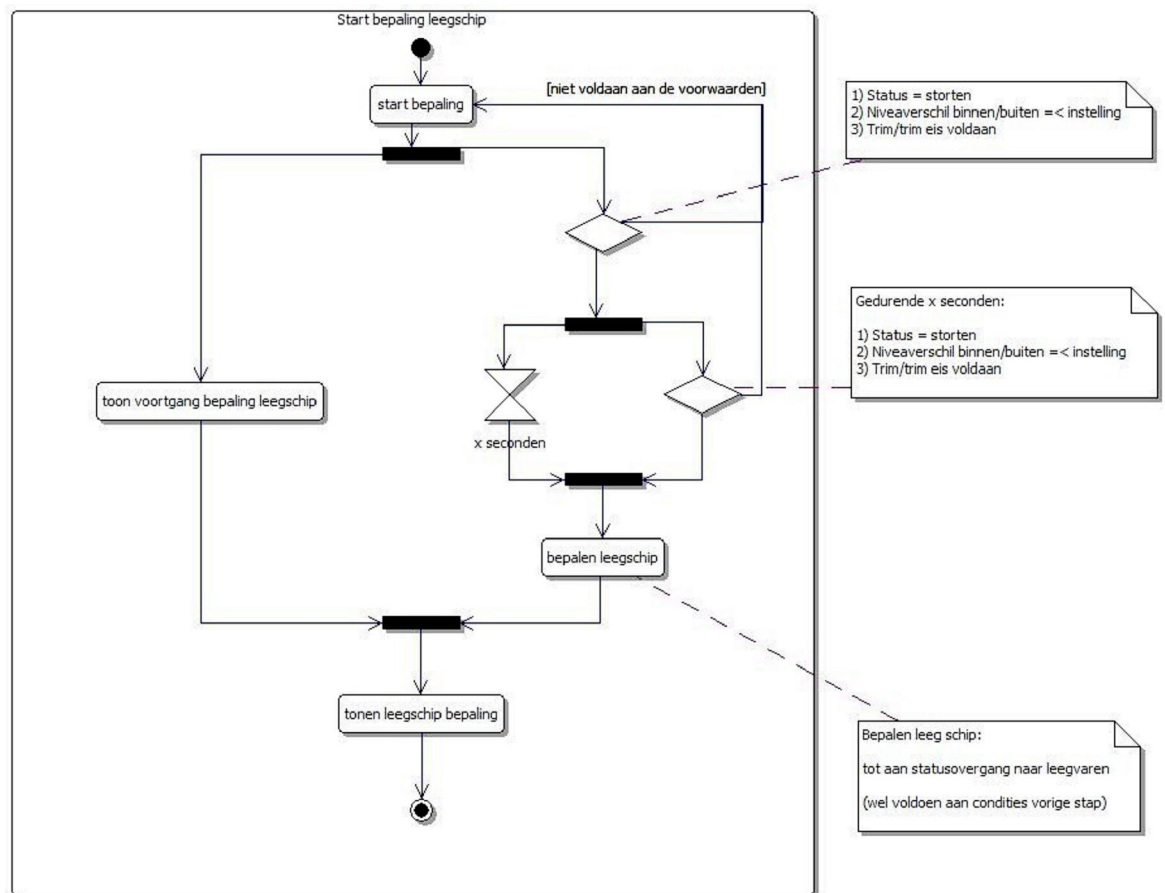 Start bepaling leegschip
start bepaling
[niet voldaan aan de voorwaarden]
1) Status = storten
2) Niveaverschil binnen/buiten =< instelling
3) Trim/trim eis voldaan
Gedurende x seconden:
1) Status = storten
2) Niveaverschil binnen/buiten =< instelling
3) Trim/trim eis voldaan
toon voortgang bepaling leegschip
x seconden
bepalen leegschip
tonen leegschip bepaling
Bepalen leeg schip:
tot aan statusovergang naar leegvaren
(wel voldoen aan condities vorige stap)